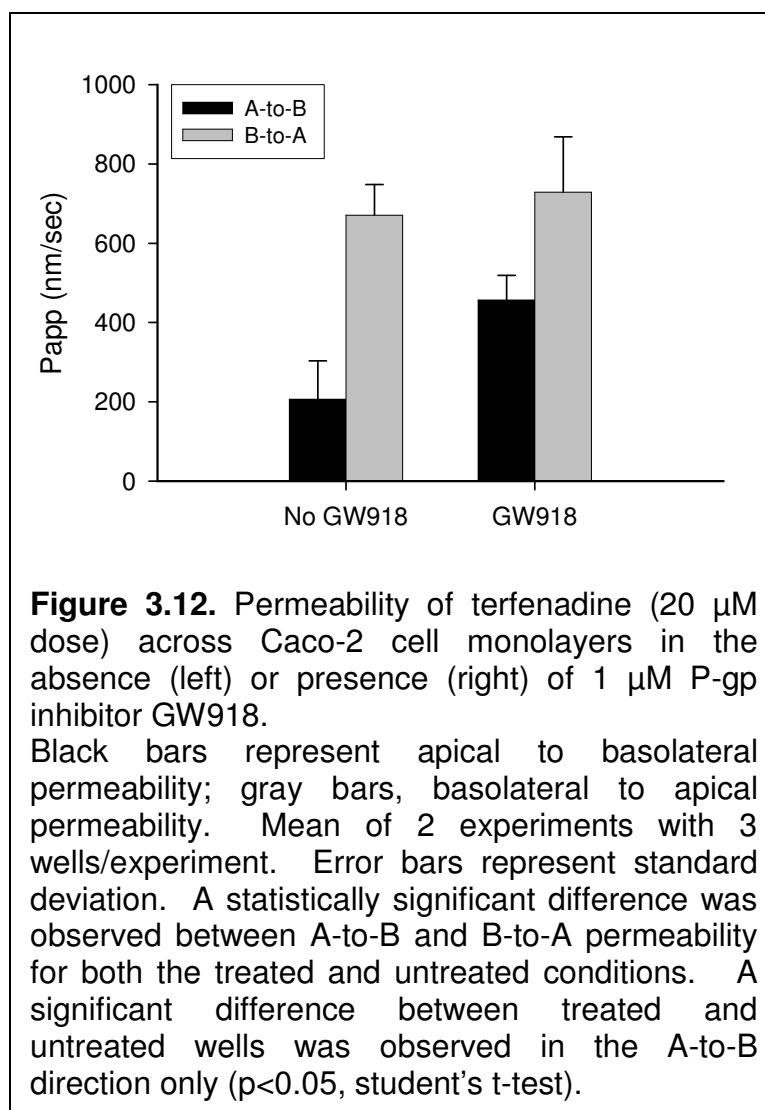 1000
A-to-B
B-to-A
800
600
400
200
0
Papp (nm/sec)
No GW918
GW918
Figure 3.12. Permeability of terfenadine (20 μM
dose) across Caco-2 cell monolayers in the
absence (left) or presence (right) of 1 μM P-gp
inhibitor GW918.
Black bars represent apical to basolateral
permeability; gray bars, basolateral to apical
permeability. Mean of 2 experiments with 3
wells/experiment. Error bars represent standard
deviation. A statistically significant difference was
observed between A-to-B and B-to-A permeability
for both the treated and untreated conditions. A
significant difference between treated and
untreated wells was observed in the A-to-B
direction only (p<0.05, student's t-test).